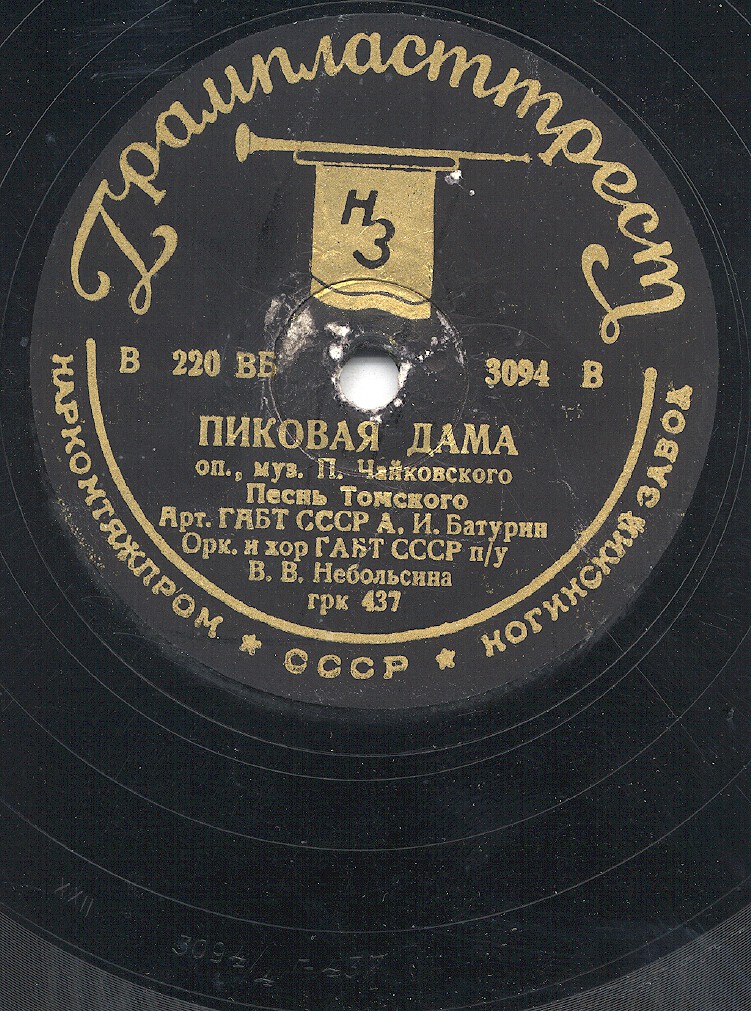 Грампласттрест
НЗ
В 220 ВБ 3094 В
ПИКОВАЯ ДАМА
оп., муз. П. Чайковского
Песнь Томского
Арт. ГАБТ СССР А. И. Батурин
Орк. и хор ГАБТ СССР п/у
В. В. Небольсина
грк 437
НАРКОМТЯЖПРОМ ★ СССР ★ НОГИНСКИЙ ЗАВОД
XXII